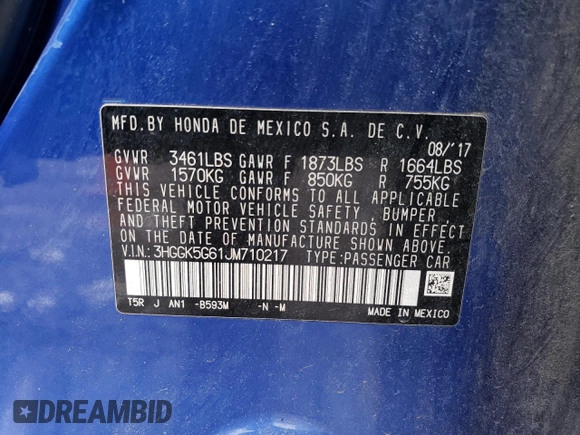 MFD.BY HONDA DE MEXICO S.A. DE C.V.
08/'17
GVWR 3461LBS GAWR F 1873LBS R 1664LBS
GVWR 1570KG GAWR F 850KG R 755KG
THIS VEHICLE CONFORMS TO ALL APPLICABLE
FEDERAL MOTOR VEHICLE SAFETY, BUMPER
AND THEFT PREVENTION STANDARDS IN EFFECT
ON THE DATE OF MANUFACTURE SHOWN ABOVE.
V.I.N.: 3HGGK5G61JM710217 TYPE:PASSENGER CAR
T5R J AN1 -B593M -N -M
MADE IN MEXICO
DREAMBID